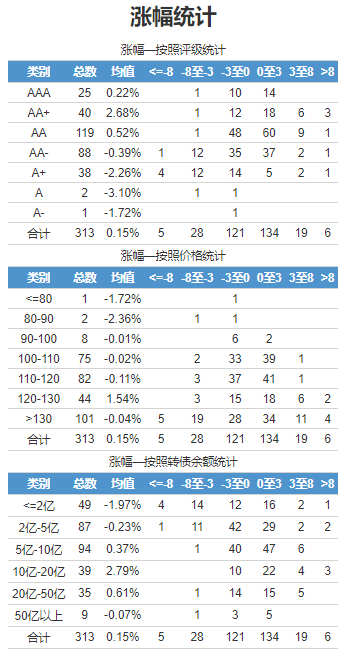 涨幅统计
涨幅—按照评级统计
类别 总数 均值 <=-8 -8至-3 -3至0 0至3 3至8 >8
AAA 25 0.22% 1 10 14
AA+ 40 2.68% 1 12 18 6 3
AA 119 0.52% 1 48 60 9 1
AA- 88 -0.39% 1 12 35 37 2 1
A+ 38 -2.26% 4 12 14 5 2 1
A 2 -3.10% 1 1
A- 1 -1.72% 1
合计 313 0.15% 5 28 121 134 19 6
涨幅—按照价格统计
类别 总数 均值 <=-8 -8至-3 -3至0 0至3 3至8 >8
<=80 1 -1.72% 1
80-90 2 -2.36% 1 1
90-100 8 -0.01% 6 2
100-110 75 -0.02% 2 33 39 1
110-120 82 -0.11% 3 37 41 1
120-130 44 1.54% 3 15 18 6 2
>130 101 -0.04% 5 19 28 34 11 4
合计 313 0.15% 5 28 121 134 19 6
涨幅—按照转债余额统计
类别 总数 均值 <=-8 -8至-3 -3至0 0至3 3至8 >8
<=2亿 49 -1.97% 4 14 12 16 2 1
2亿-5亿 87 -0.23% 1 11 42 29 2 2
5亿-10亿 94 0.37% 1 40 47 6
10亿-20亿 39 2.79% 10 22 4 3
20亿-50亿 35 0.61% 1 14 15 5
50亿以上 9 -0.07% 1 3 5
合计 313 0.15% 5 28 121 134 19 6